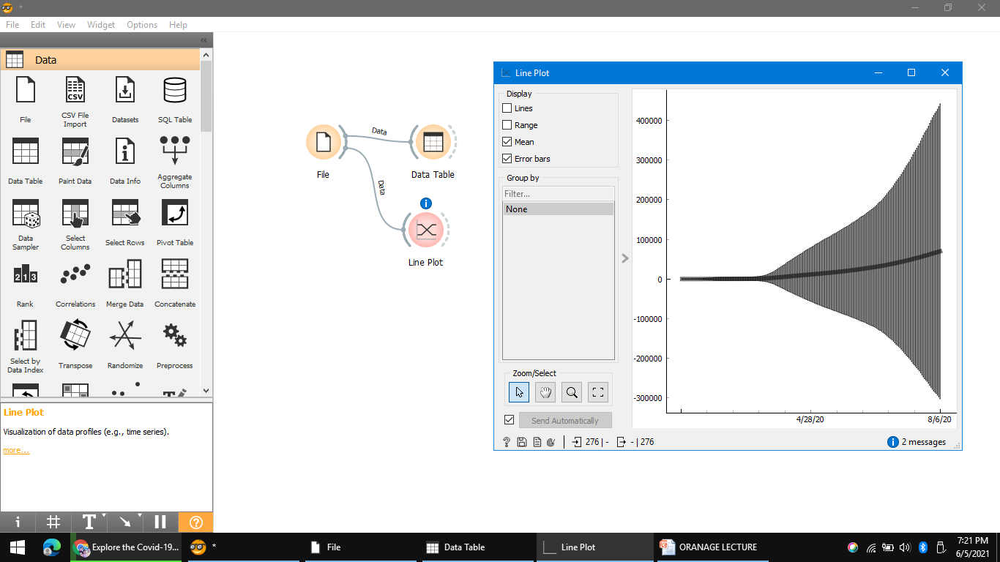 *
File Edit View Widget Options Help
Data
File
CSV File
Import
Datasets
SQL Table
Data Table
Paint Data
Data Info
Aggregate
Columns
Data
Sampler
Select
Columns
Select Rows
Pivot Table
Rank
Correlations
Merge Data
Concatenate
Select by
Data Index
Transpose
Randomize
Preprocess
Line Plot
Visualization of data profiles (e.g., time series).
more...
File
Data
Data Table
Data
Line Plot
Line Plot
Display
Lines
Range
Mean
Error bars
Group by
Filter...
None
Zoom/Select
Send Automatically
276 | -
- | 276
2 messages
400000
300000
200000
100000
0
-100000
-200000
-300000
4/28/20
8/6/20
Explore the Covid-19...
*
File
Data Table
Line Plot
ORANAGE LECTURE
7:21 PM
6/5/2021